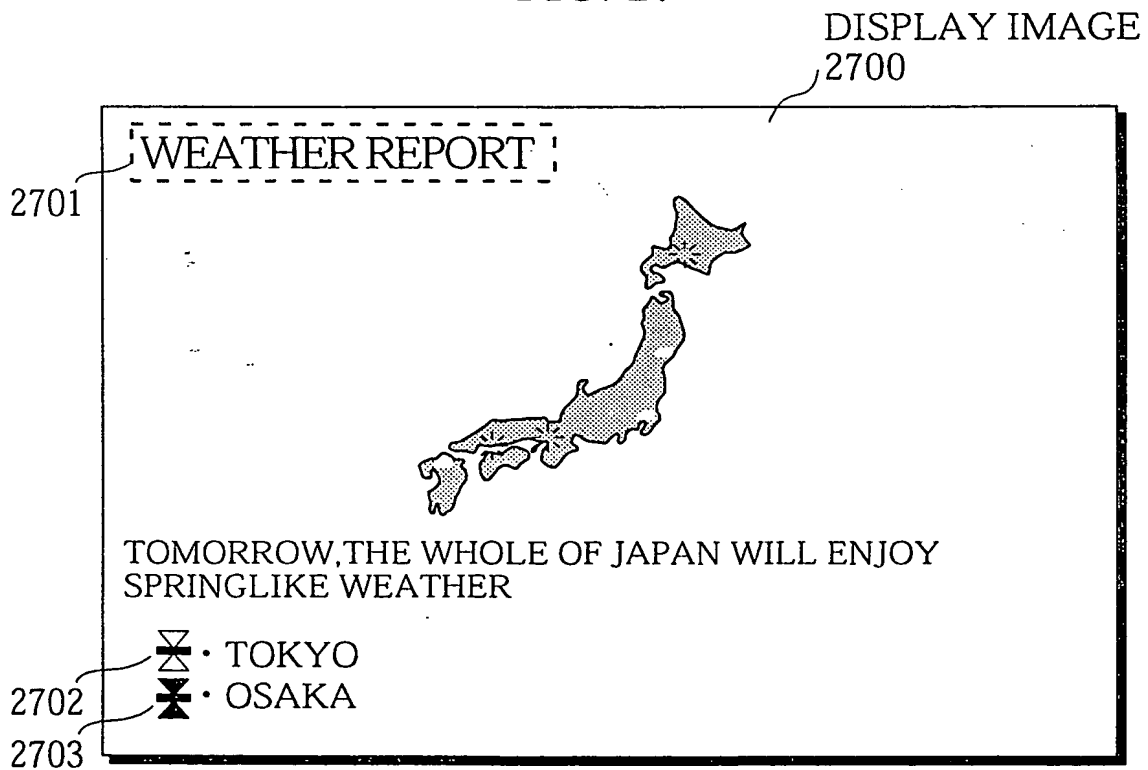 DISPLAY IMAGE
2700
WEATHER REPORT
2701
TOMORROW,THE WHOLE OF JAPAN WILL ENJOY
SPRINGLIKE WEATHER
・ TOKYO
2702
・ OSAKA
2703